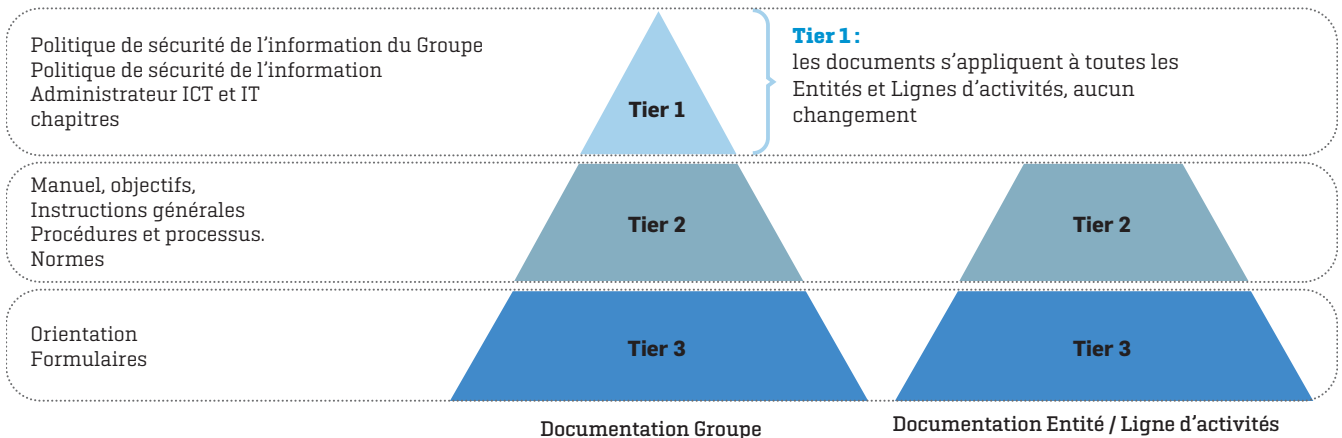 Politique de sécurité de l'information du Groupe
Politique de sécurité de l'information
Administrateur ICT et IT
chapitres
Tier 1
Tier 1 :
les documents s'appliquent à toutes les
Entités et Lignes d'activités, aucun
changement
Manuel, objectifs,
Instructions générales
Procédures et processus.
Normes
Tier 2
Tier 2
Orientation
Formulaires
Tier 3
Tier 3
Documentation Groupe
Documentation Entité / Ligne d'activités